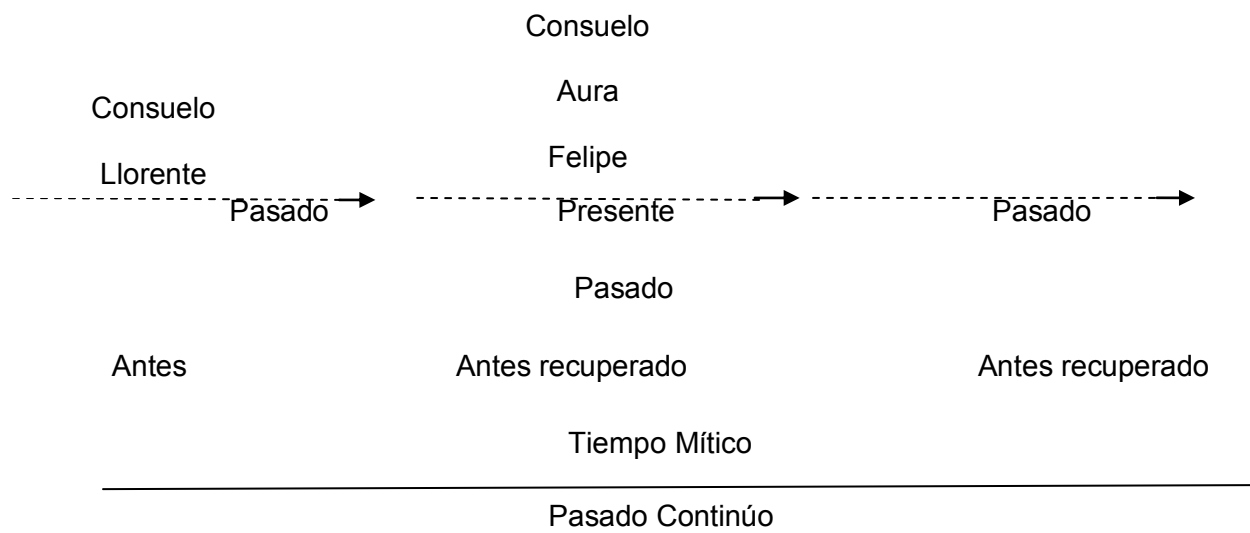 Consuelo
Aura
Consuelo
Felipe
Llorente
Pasado Presente Pasado
Pasado
Antes Antes recuperado Antes recuperado
Tiempo Mítico
Pasado Continúo